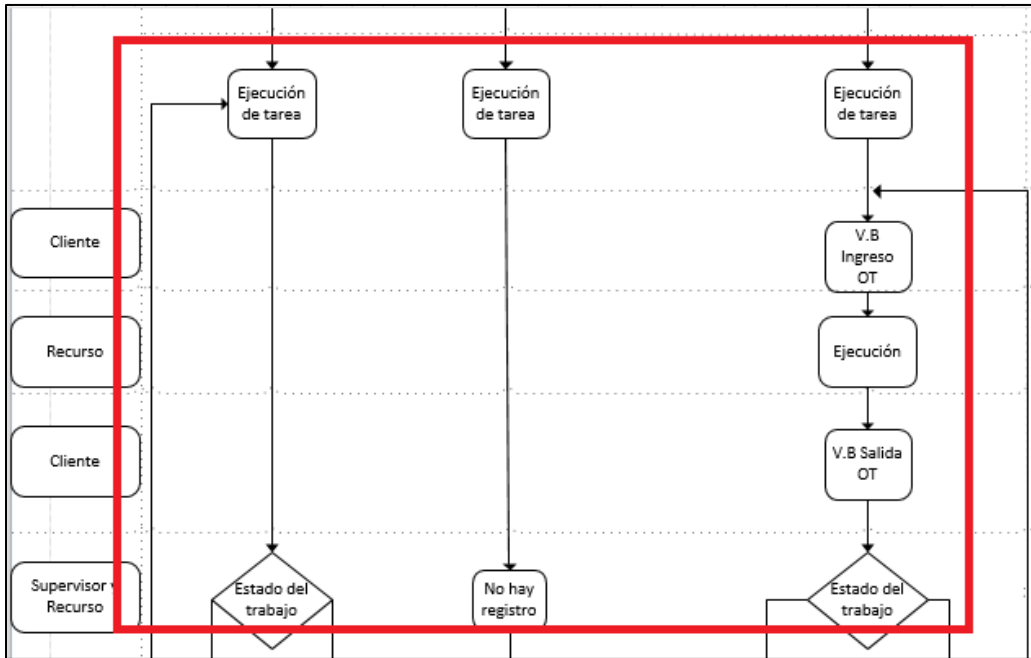 Ejecución
de tarea
Ejecución
de tarea
Ejecución
de tarea
Cliente
V.B
Ingreso
OT
Recurso
Ejecución
Cliente
V.B Salida
OT
Supervisor y
Recurso
Estado del
trabajo
No hay
registro
Estado del
trabajo